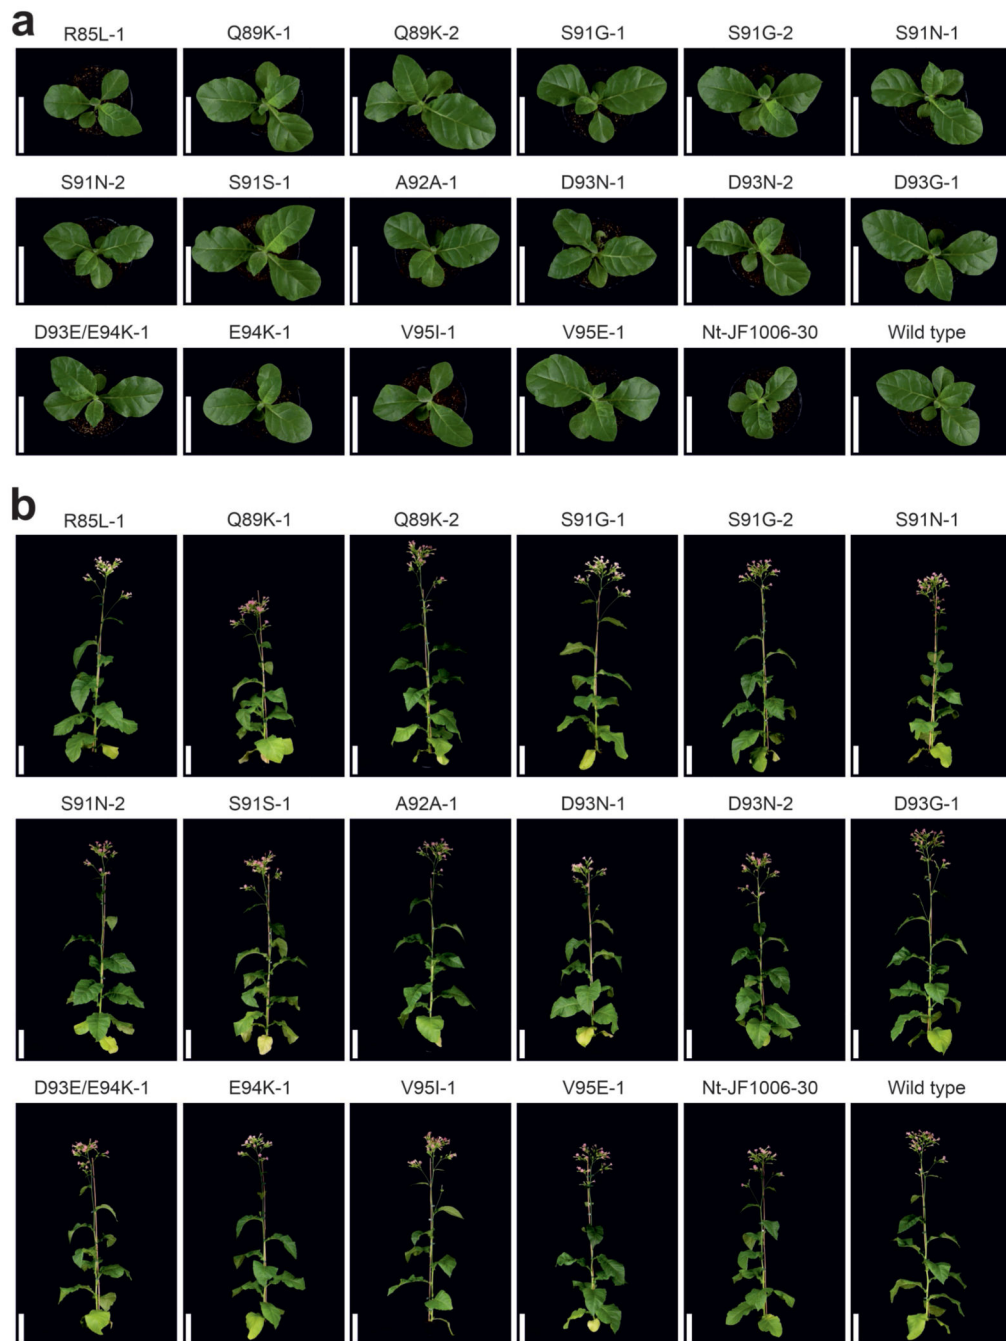 a
R85L-1 Q89K-1 Q89K-2 S91G-1 S91G-2 S91N-1
S91N-2 S91S-1 A92A-1 D93N-1 D93N-2 D93G-1
D93E/E94K-1 E94K-1 V95I-1 V95E-1 Nt-JF1006-30 Wild type
b
R85L-1 Q89K-1 Q89K-2 S91G-1 S91G-2 S91N-1
S91N-2 S91S-1 A92A-1 D93N-1 D93N-2 D93G-1
D93E/E94K-1 E94K-1 V95I-1 V95E-1 Nt-JF1006-30 Wild type